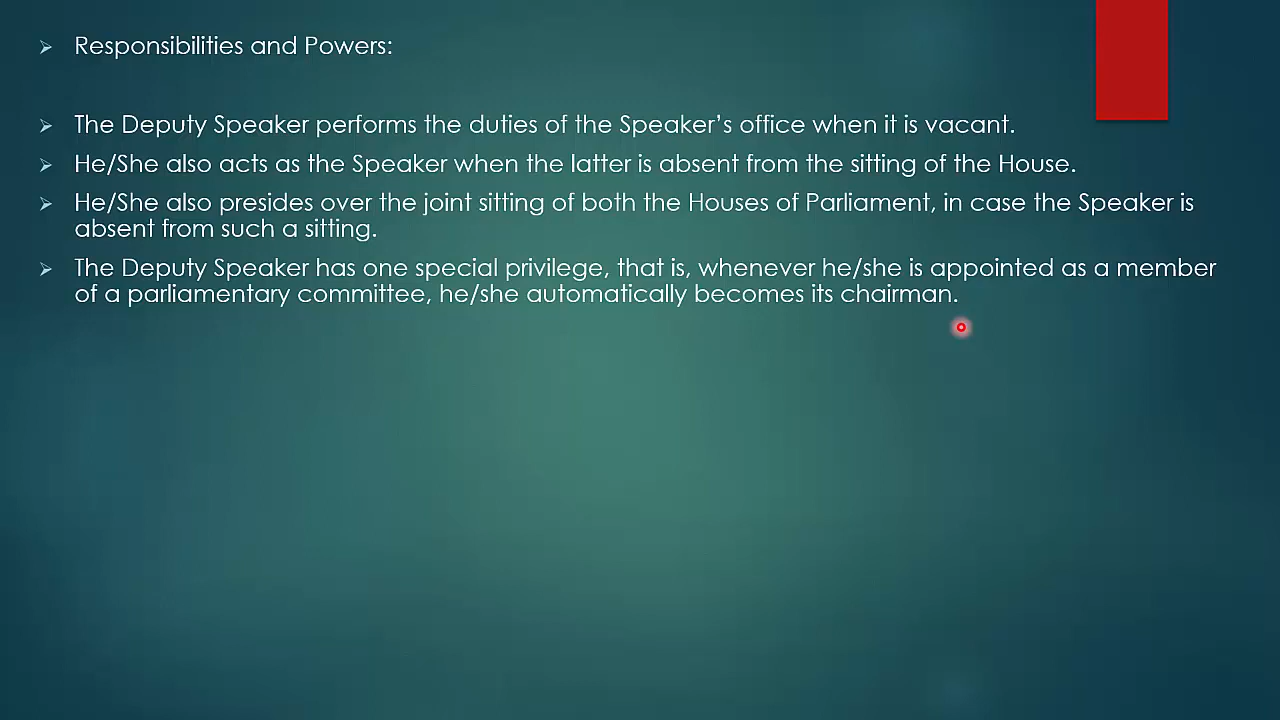 Responsibilities and Powers:
The Deputy Speaker performs the duties of the Speaker’s office when it is vacant.
He/She also acts as the Speaker when the latter is absent from the sitting of the House.
He/She also presides over the joint sitting of both the Houses of Parliament, in case the Speaker is
absent from such a sitting.
The Deputy Speaker has one special privilege, that is, whenever he/she is appointed as a member
of a parliamentary committee, he/she automatically becomes its chairman.